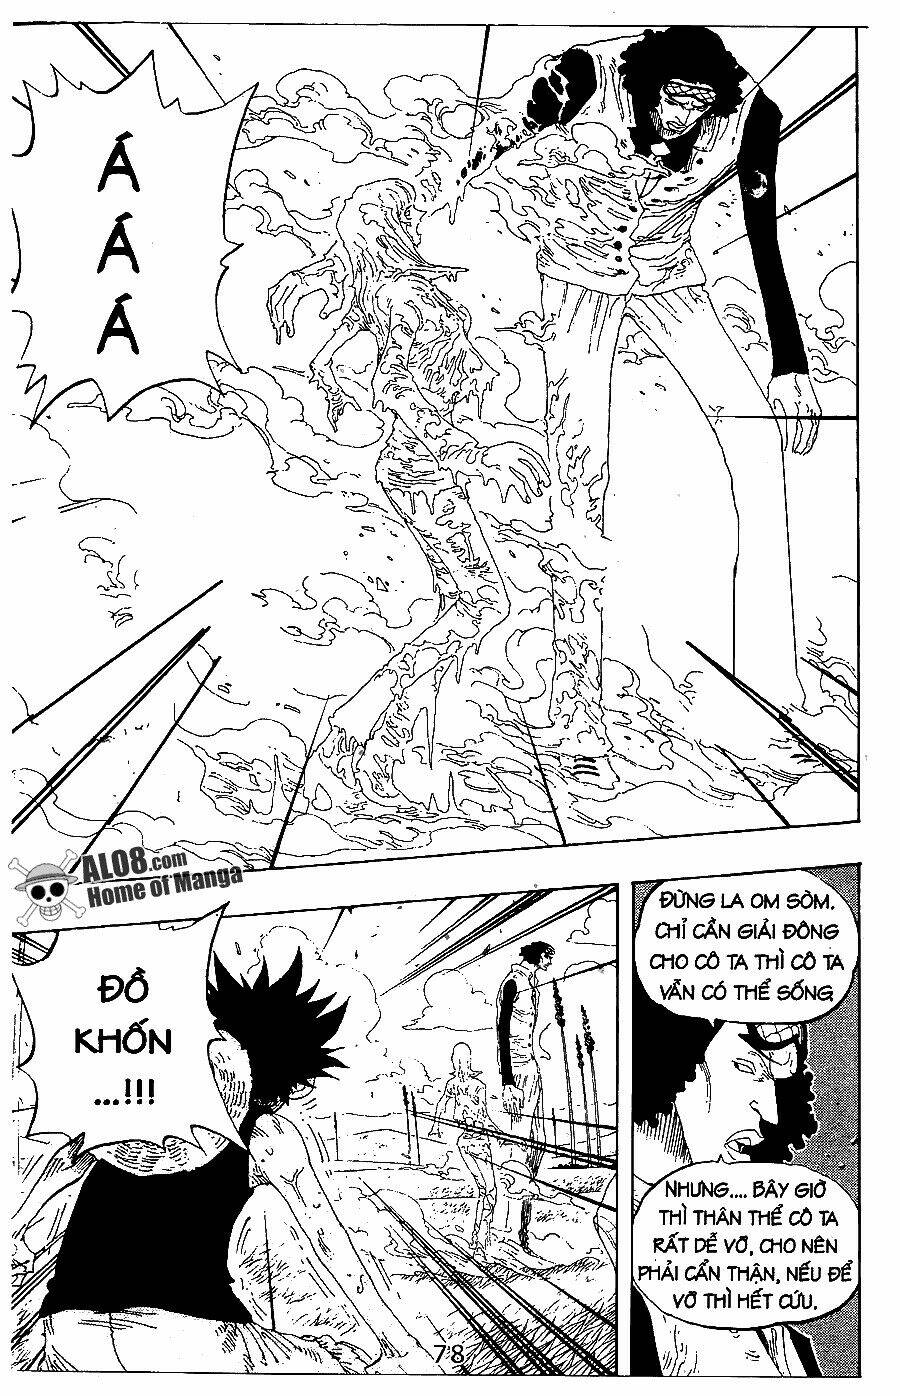 Á
Á
Á
AL08.com
Home of Manga
ĐỪNG LA OM SÒM.
CHỈ CẦN GIẢI ĐÔNG
CHO CÔ TA THÌ CÔ TA
VẪN CÓ THỂ SỐNG
NHƯNG.... BÂY GIỜ
THÌ THÂN THỂ CÔ TA
RẤT DỄ VỠ, CHO NÊN
PHẢI CẨN THẬN, NẾU ĐỂ
VỠ THÌ HẾT CỨU.
ĐỒ
KHỐN
...!!!
78